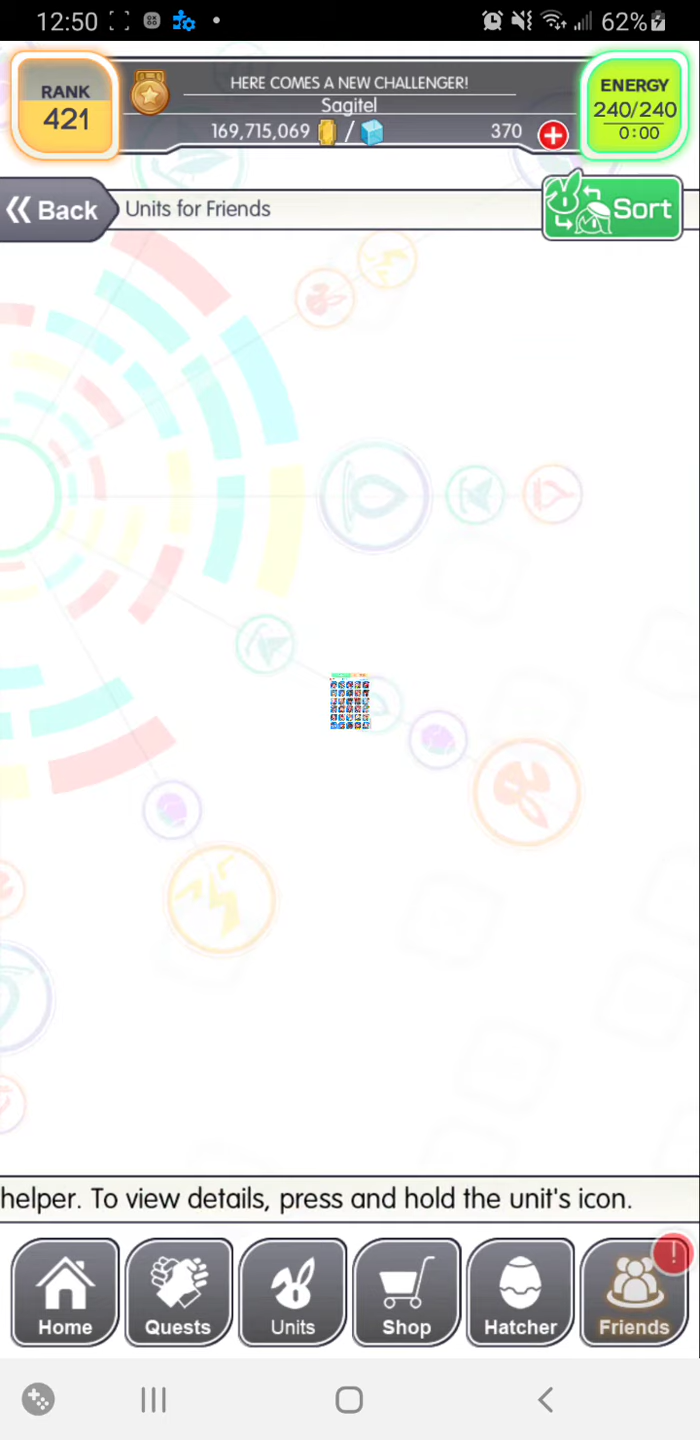 12:50
62%
RANK
421
HERE COMES A NEW CHALLENGER!
Sagitel
169,715,069 / 370
ENERGY
240/240
0:00
Back
Units for Friends
Sort
helper. To view details, press and hold the unit's icon.
Home
Quests
Units
Shop
Hatcher
Friends
!